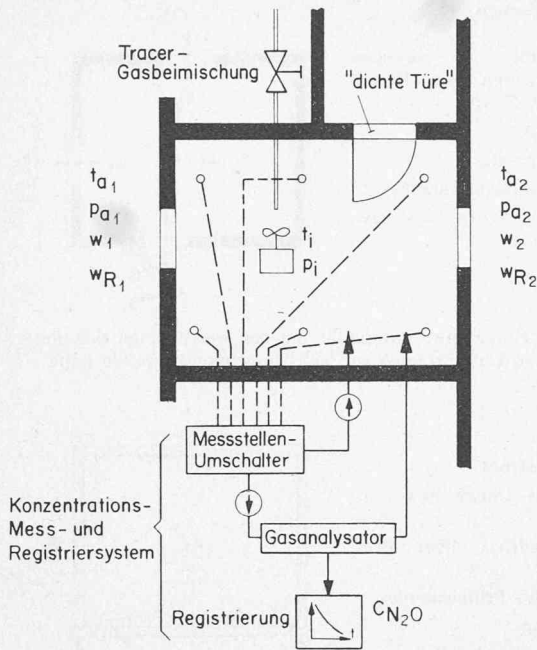 Tracer-
Gasbeimischung
"dichte Türe"
ta1
pa1
w1
wR1
ta2
pa2
w2
wR2
ti
pi
Messstellen-
Umschalter
Konzentrations-
Mess- und
Registriersystem
Gasanalysator
Registrierung
CN2O